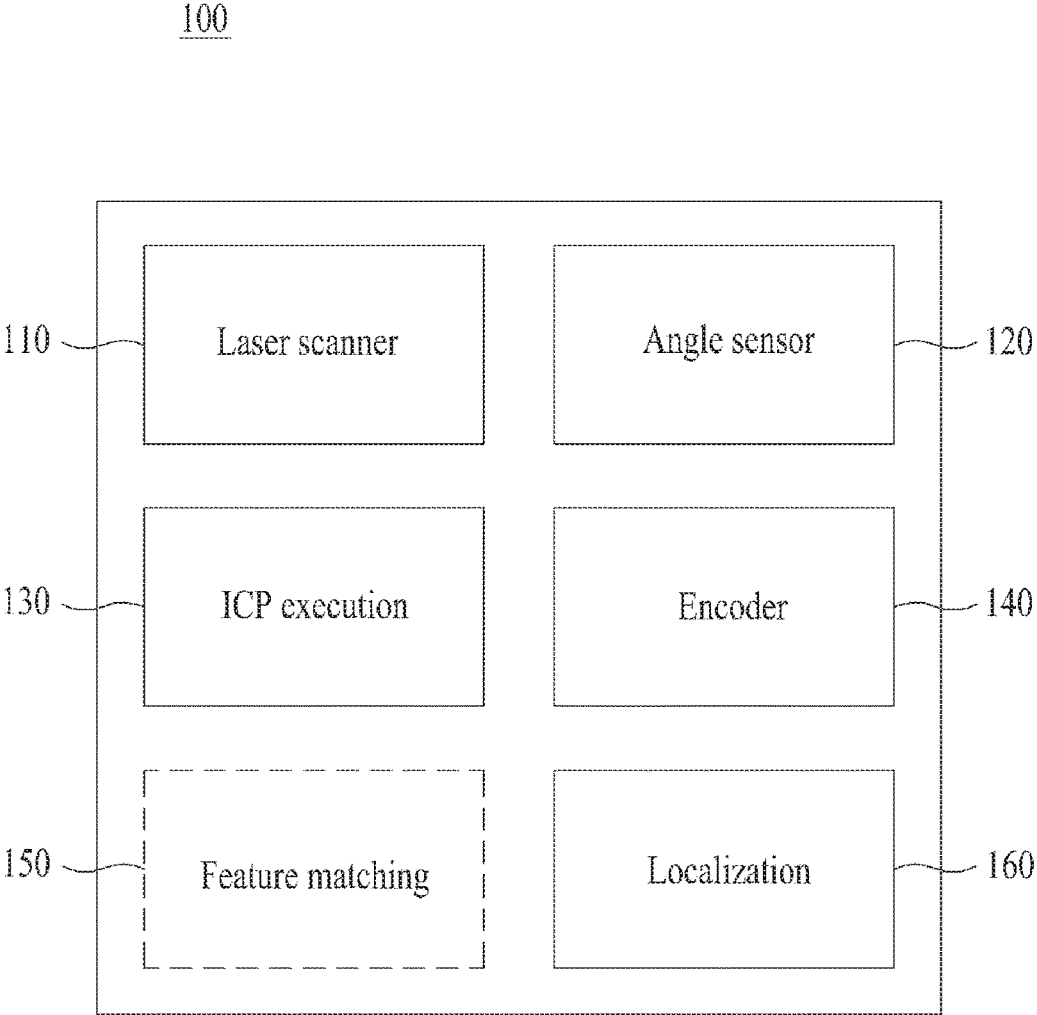 100
110
Laser scanner
Angle sensor
120
130
ICP execution
Encoder
140
150
Feature matching
Localization
160